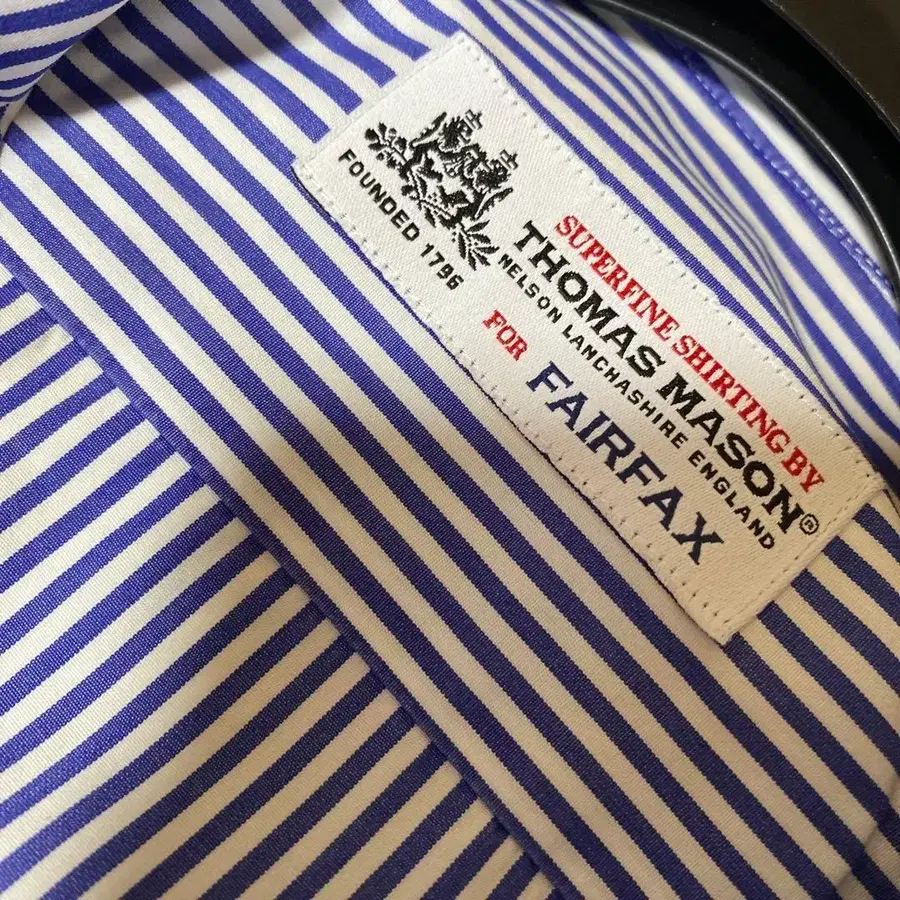 FOUNDED 1796
SUPERFINE SHIRTING BY
THOMAS MASON®
NELSON LANCHASHIRE ENGLAND
FOR
FAIRFAX